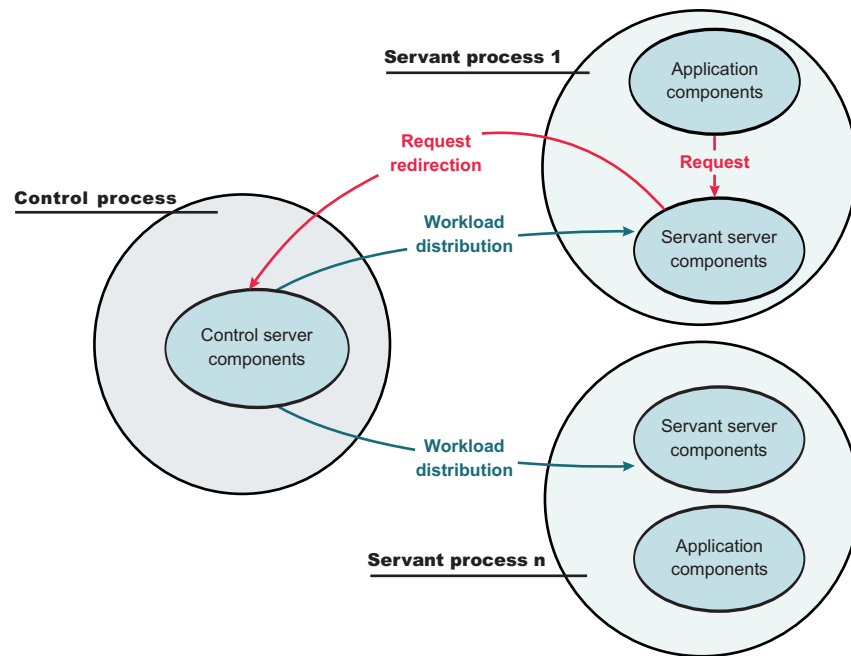 Servant process 1
Application
components
Request
redirection
Request
Control process
Workload
distribution
Servant server
components
Control server
components
Servant server
components
Workload
distribution
Application
components
Servant process n